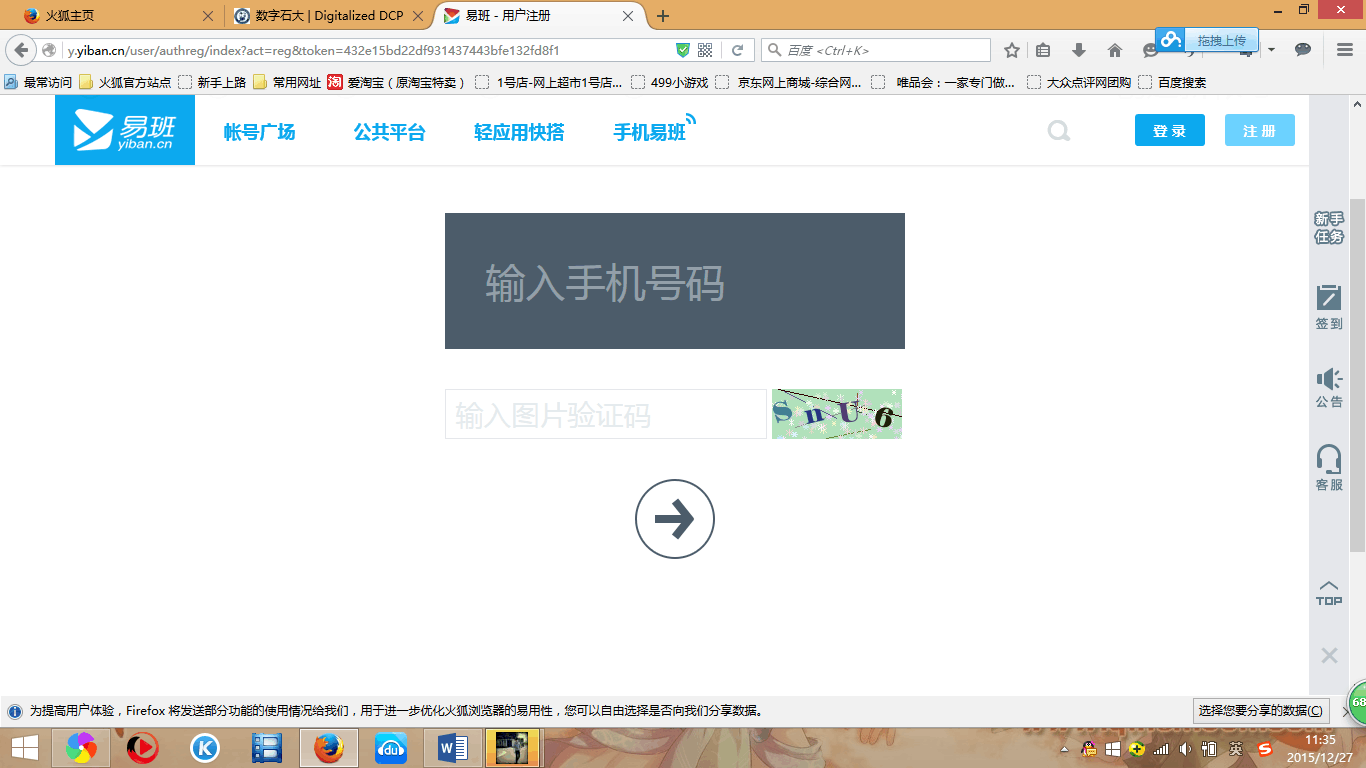 火狐主页
数字石大 | Digitalized DCP
易班 - 用户注册
y.yiban.cn/user/authreg/index?act=reg&token=432e15bd22df931437443bfe132fd8f1
百度 <Ctrl+K>
拖拽上传
最常访问 火狐官方站点 新手上路 常用网址 淘 爱淘宝（原淘宝特卖） 1号店-网上超市1号店... 499小游戏 京东网上商城-综合网... 唯品会：一家专门做... 大众点评网团购 百度搜索
易班
yiban.cn
帐号广场 公共平台 轻应用快搭 手机易班
登 录 注 册
新手
任务
输入手机号码
签到
公告
输入图片验证码
SnU6
客服
TOP
为提高用户体验，Firefox 将发送部分功能的使用情况给我们，用于进一步优化火狐浏览器的易用性，您可以自由选择是否向我们分享数据。
选择您要分享的数据(C)
68
du
英
11:35
2015/12/27